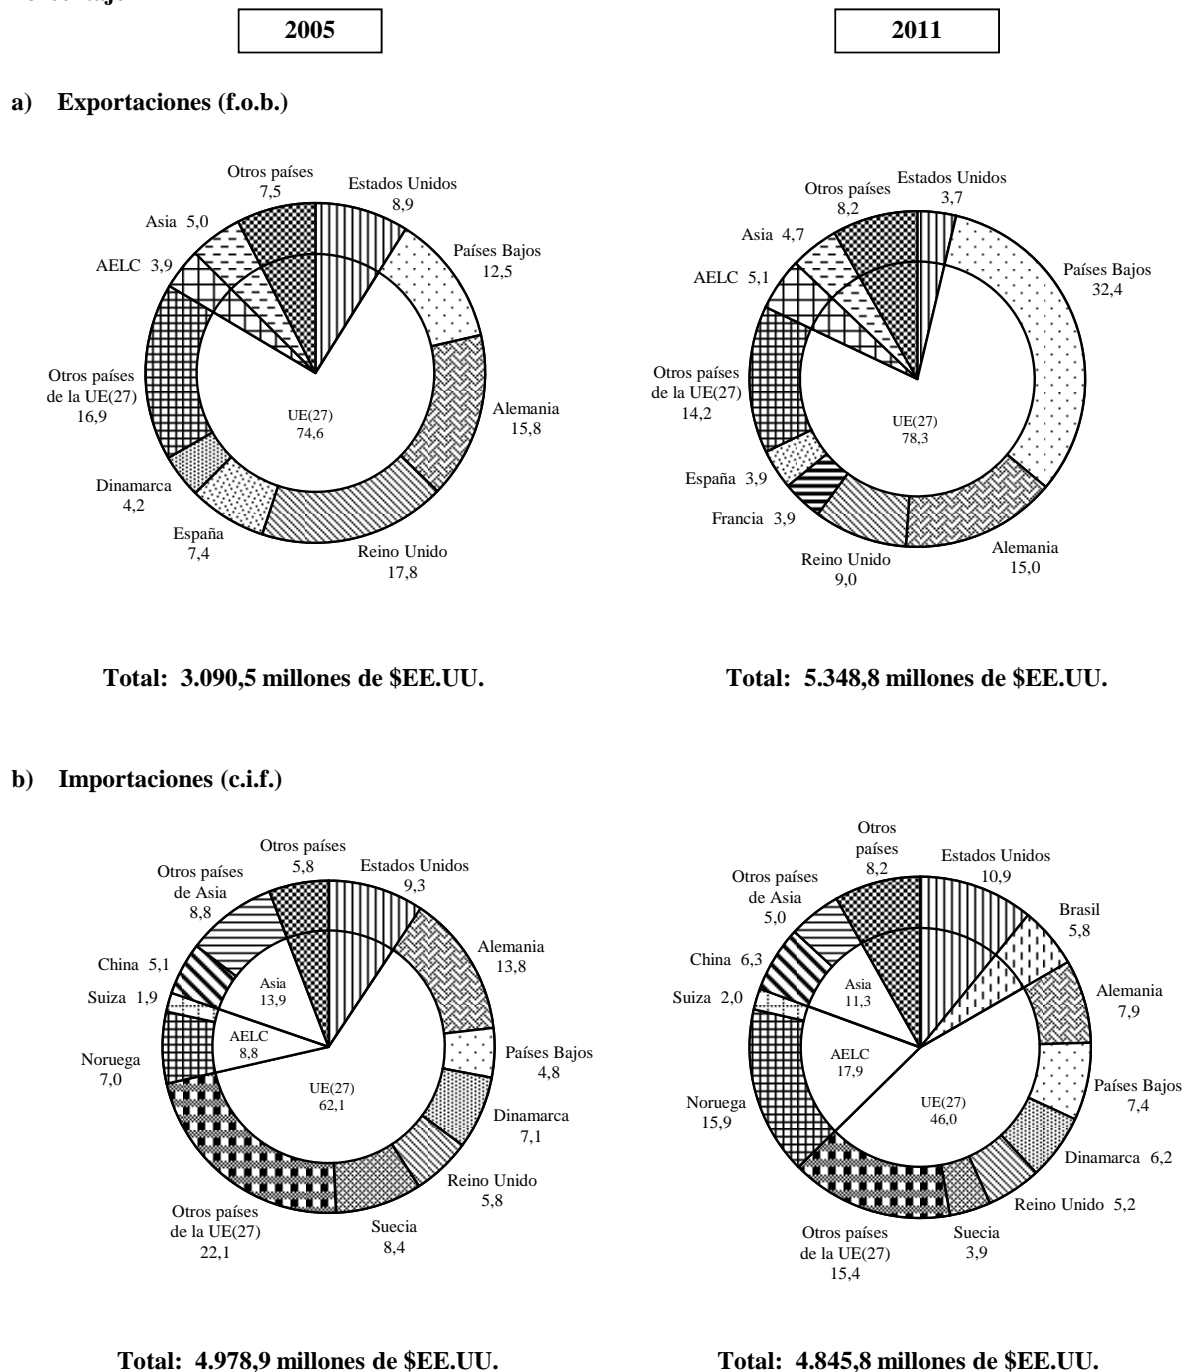 2005
2011
a) Exportaciones (f.o.b.)
Otros países
7,5
Estados Unidos
8,9
Asia 5,0
Países Bajos
12,5
AELC 3,9
Otros países
de la UE(27)
16,9
UE(27)
74,6
Alemania
15,8
Dinamarca
4,2
España
7,4
Reino Unido
17,8
Otros países
8,2
Estados Unidos
3,7
Asia 4,7
AELC 5,1
Países Bajos
32,4
Otros países
de la UE(27)
14,2
UE(27)
78,3
España 3,9
Francia 3,9
Reino Unido
9,0
Alemania
15,0
Total: 3.090,5 millones de $EE.UU.
Total: 5.348,8 millones de $EE.UU.
b) Importaciones (c.i.f.)
Otros países
5,8
Estados Unidos
9,3
Otros países
de Asia
8,8
Alemania
13,8
China 5,1
Asia
13,9
Suiza 1,9
AELC
8,8
Noruega
7,0
Países Bajos
4,8
UE(27)
62,1
Dinamarca
7,1
Reino Unido
5,8
Otros países
de la UE(27)
22,1
Suecia
8,4
Otros
países
8,2
Estados Unidos
10,9
Otros países
de Asia
5,0
Brasil
5,8
China 6,3
Asia
11,3
Suiza 2,0
Alemania
7,9
AELC
17,9
Noruega
15,9
UE(27)
46,0
Países Bajos
7,4
Dinamarca 6,2
Reino Unido 5,2
Otros países
de la UE(27)
15,4
Suecia
3,9
Total: 4.978,9 millones de $EE.UU.
Total: 4.845,8 millones de $EE.UU.